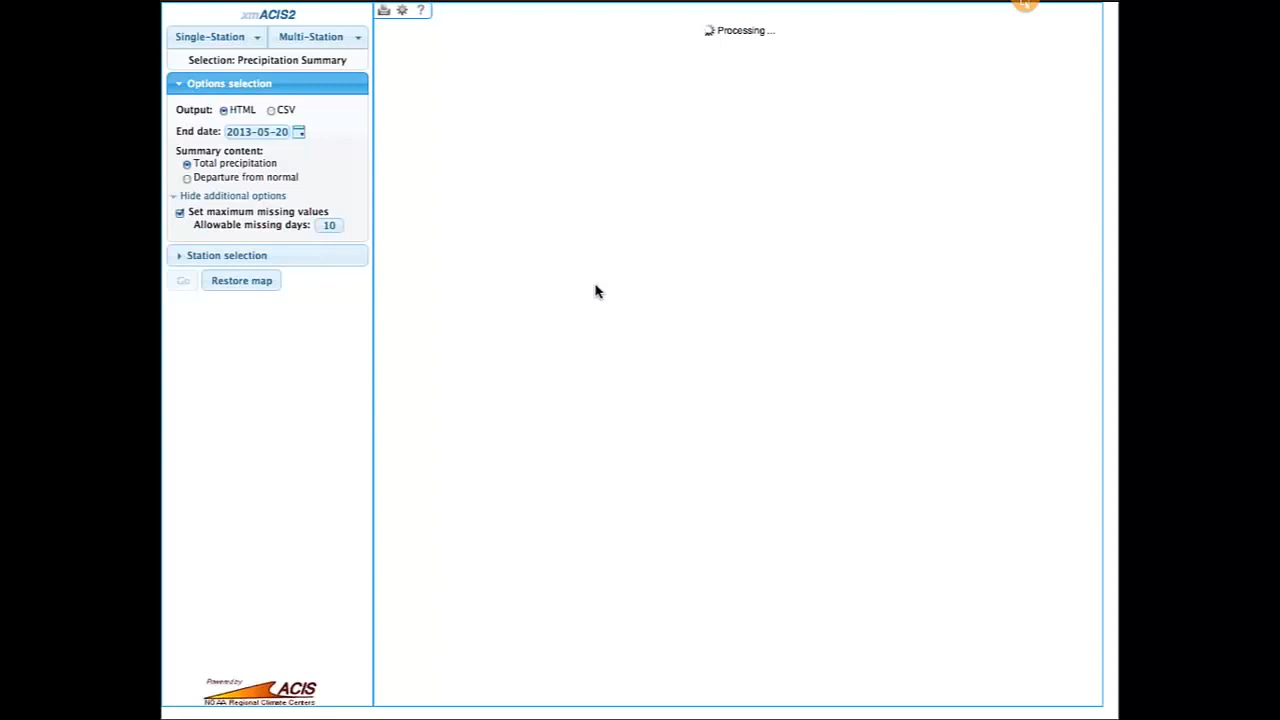 xmACIS2
Single-Station Multi-Station
Selection: Precipitation Summary
Options selection
Output: HTML CSV
End date: 2013-05-20
Summary content:
Total precipitation
Departure from normal
Hide additional options
Set maximum missing values
Allowable missing days: 10
Station selection
Go Restore map
?
Processing...
Powered by
ACIS
NOAA Regional Climate Centers